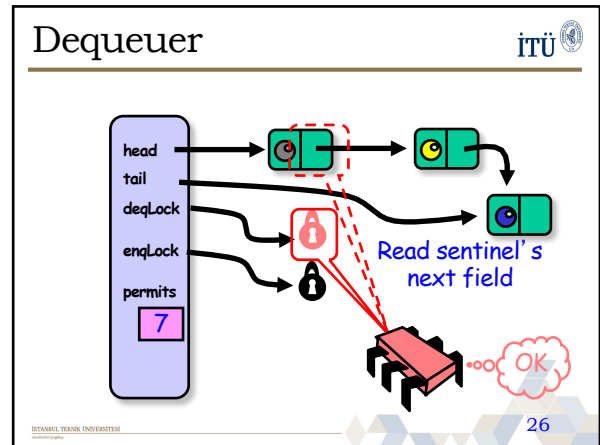 Dequeuer
İTÜ
head
tail
deqLock
enqLock
permits
7
Read sentinel's
next field
OK
İSTANBUL TEKNİK ÜNİVERSİTESİ
26